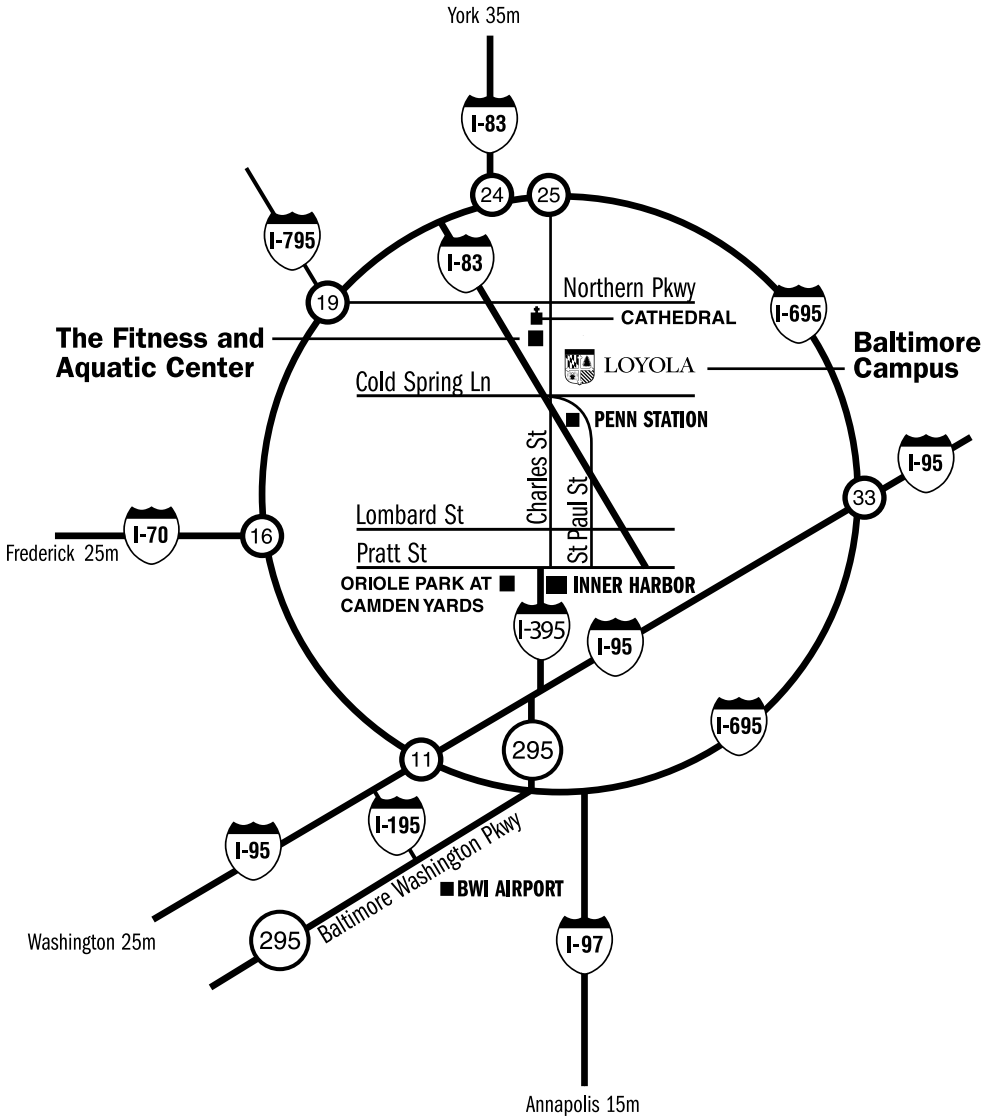 York 35m
I-83
24
25
I-795
I-83
19
Northern Pkwy
I-695
CATHEDRAL
The Fitness and
Aquatic Center
LOYOLA
Baltimore
Campus
Cold Spring Ln
PENN STATION
Charles St
St Paul St
I-95
33
Lombard St
I-70
16
Frederick 25m
Pratt St
ORIOLE PARK AT
CAMDEN YARDS
INNER HARBOR
I-395
I-95
I-695
295
11
I-195
I-95
Baltimore Washington Pkwy
BWI AIRPORT
Washington 25m
295
I-97
Annapolis 15m